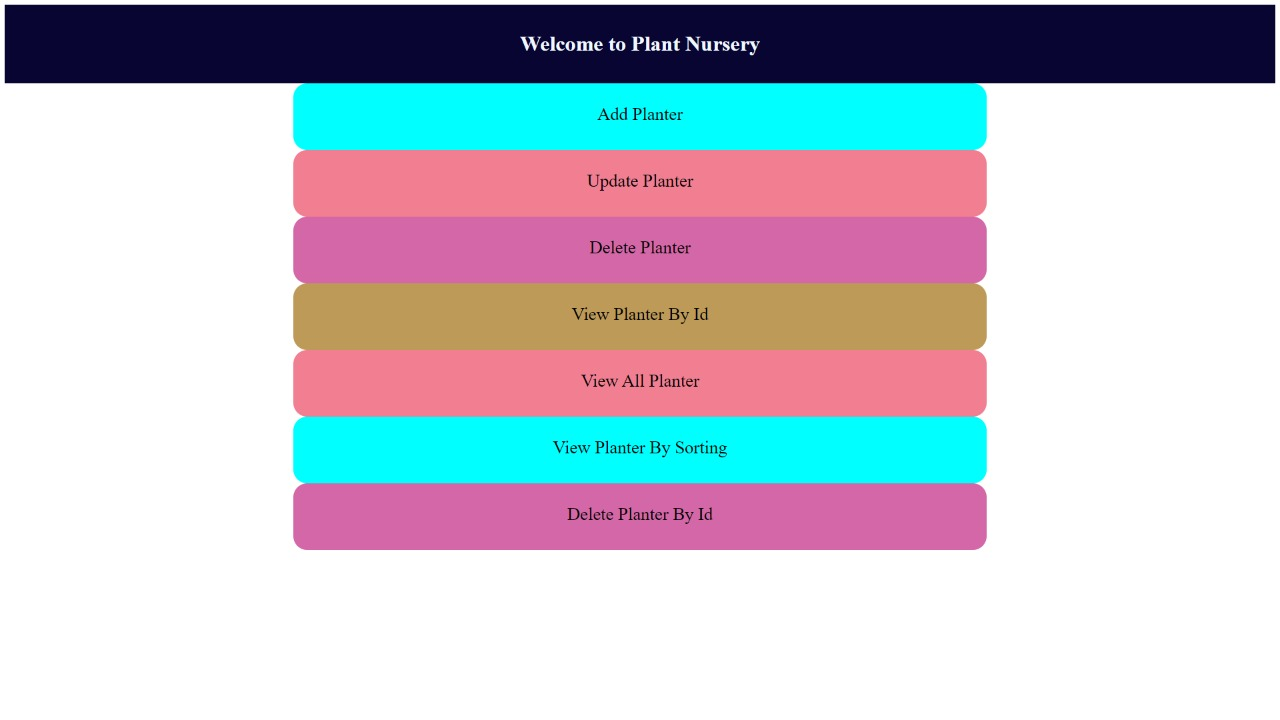 Welcome to Plant Nursery
Add Planter
Update Planter
Delete Planter
View Planter By Id
View All Planter
View Planter By Sorting
Delete Planter By Id